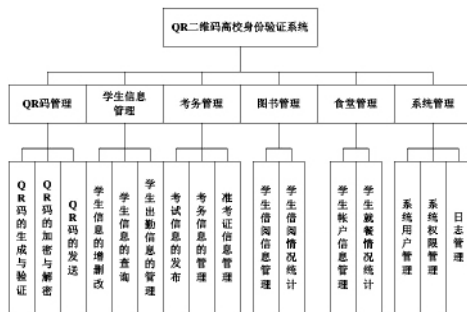 QR二维码高校身份验证系统
QR码管理
学生信息
管理
考务管理
图书管理
食堂管理
系统管理
QR码的生成与验证
QR码的加密与解密
QR码的发送
学生信息的增删改
学生信息的查询
学生出勤信息的管理
考试信息的发布
考务信息的管理
准考证信息管理
学生借阅信息管理
学生借阅情况统计
学生帐户信息管理
学生就餐情况统计
系统用户管理
系统权限管理
日志管理